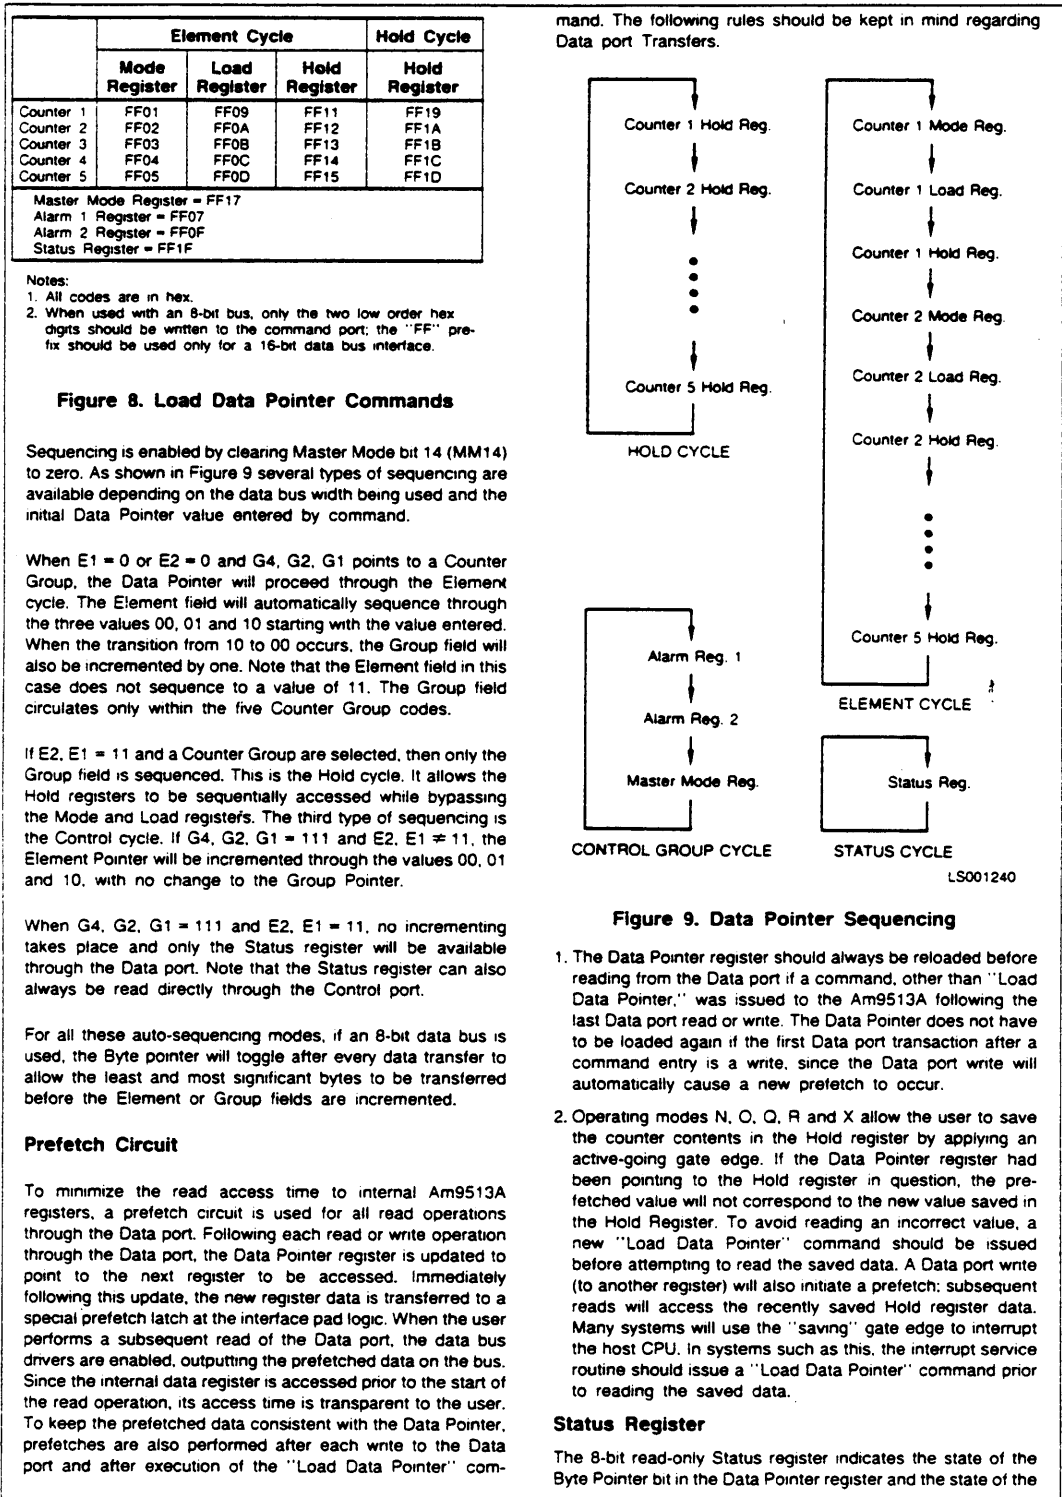 Element Cycle Hold Cycle
Mode Register Load Register Hold Register Hold Register
Counter 1 FF01 FF09 FF11 FF19
Counter 2 FF02 FF0A FF12 FF1A
Counter 3 FF03 FF0B FF13 FF1B
Counter 4 FF04 FF0C FF14 FF1C
Counter 5 FF05 FF0D FF15 FF1D
Master Mode Register = FF17
Alarm 1 Register = FF07
Alarm 2 Register = FF0F
Status Register = FF1F
Notes:
1. All codes are in hex.
2. When used with an 8-bit bus, only the two low order hex
digits should be written to the command port; the "FF" pre-
fix should be used only for a 16-bit data bus interface.
Figure 8. Load Data Pointer Commands
Sequencing is enabled by clearing Master Mode bit 14 (MM14)
to zero. As shown in Figure 9 several types of sequencing are
available depending on the data bus width being used and the
initial Data Pointer value entered by command.
When E1 = 0 or E2 = 0 and G4, G2, G1 points to a Counter
Group, the Data Pointer will proceed through the Element
cycle. The Element field will automatically sequence through
the three values 00, 01 and 10 starting with the value entered.
When the transition from 10 to 00 occurs, the Group field will
also be incremented by one. Note that the Element field in this
case does not sequence to a value of 11. The Group field
circulates only within the five Counter Group codes.
If E2, E1 = 11 and a Counter Group are selected, then only the
Group field is sequenced. This is the Hold cycle. It allows the
Hold registers to be sequentially accessed while bypassing
the Mode and Load registers. The third type of sequencing is
the Control cycle. If G4, G2, G1 = 111 and E2, E1 ≠ 11, the
Element Pointer will be incremented through the values 00, 01
and 10, with no change to the Group Pointer.
When G4, G2, G1 = 111 and E2, E1 = 11, no incrementing
takes place and only the Status register will be available
through the Data port. Note that the Status register can also
always be read directly through the Control port.
For all these auto-sequencing modes, if an 8-bit data bus is
used, the Byte pointer will toggle after every data transfer to
allow the least and most significant bytes to be transferred
before the Element or Group fields are incremented.
Prefetch Circuit
To minimize the read access time to internal Am9513A
registers, a prefetch circuit is used for all read operations
through the Data port. Following each read or write operation
through the Data port, the Data Pointer register is updated to
point to the next register to be accessed. Immediately
following this update, the new register data is transferred to a
special prefetch latch at the interface pad logic. When the user
performs a subsequent read of the Data port, the data bus
drivers are enabled, outputting the prefetched data on the bus.
Since the internal data register is accessed prior to the start of
the read operation, its access time is transparent to the user.
To keep the prefetched data consistent with the Data Pointer,
prefetches are also performed after each write to the Data
port and after execution of the "Load Data Pointer" com-
mand. The following rules should be kept in mind regarding
Data port Transfers.
Counter 1 Hold Reg.
Counter 2 Hold Reg.
Counter 5 Hold Reg.
HOLD CYCLE
Counter 1 Mode Reg.
Counter 1 Load Reg.
Counter 1 Hold Reg.
Counter 2 Mode Reg.
Counter 2 Load Reg.
Counter 2 Hold Reg.
Counter 5 Hold Reg.
ELEMENT CYCLE
Alarm Reg. 1
Alarm Reg. 2
Master Mode Reg.
CONTROL GROUP CYCLE
Status Reg.
STATUS CYCLE
LS001240
Figure 9. Data Pointer Sequencing
1. The Data Pointer register should always be reloaded before
reading from the Data port if a command, other than "Load
Data Pointer," was issued to the Am9513A following the
last Data port read or write. The Data Pointer does not have
to be loaded again if the first Data port transaction after a
command entry is a write, since the Data port write will
automatically cause a new prefetch to occur.
2. Operating modes N, O, Q, R and X allow the user to save
the counter contents in the Hold register by applying an
active-going gate edge. If the Data Pointer register had
been pointing to the Hold register in question, the pre-
fetched value will not correspond to the new value saved in
the Hold Register. To avoid reading an incorrect value, a
new "Load Data Pointer" command should be issued
before attempting to read the saved data. A Data port write
(to another register) will also initiate a prefetch; subsequent
reads will access the recently saved Hold register data.
Many systems will use the "saving" gate edge to interrupt
the host CPU. In systems such as this, the interrupt service
routine should issue a "Load Data Pointer" command prior
to reading the saved data.
Status Register
The 8-bit read-only Status register indicates the state of the
Byte Pointer bit in the Data Pointer register and the state of the